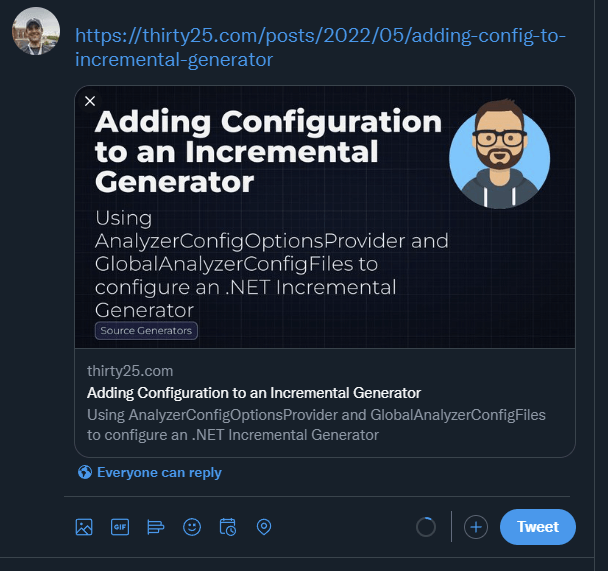 https://thirty25.com/posts/2022/05/adding-config-to-
incremental-generator
Adding Configuration
to an Incremental
Generator
Using
AnalyzerConfigOptionsProvider and
GlobalAnalyzerConfigFiles to
configure an .NET Incremental
Generator
Source Generators
thirty25.com
Adding Configuration to an Incremental Generator
Using AnalyzerConfigOptionsProvider and GlobalAnalyzerConfigFiles
to configure an .NET Incremental Generator
Everyone can reply
GIF
Tweet